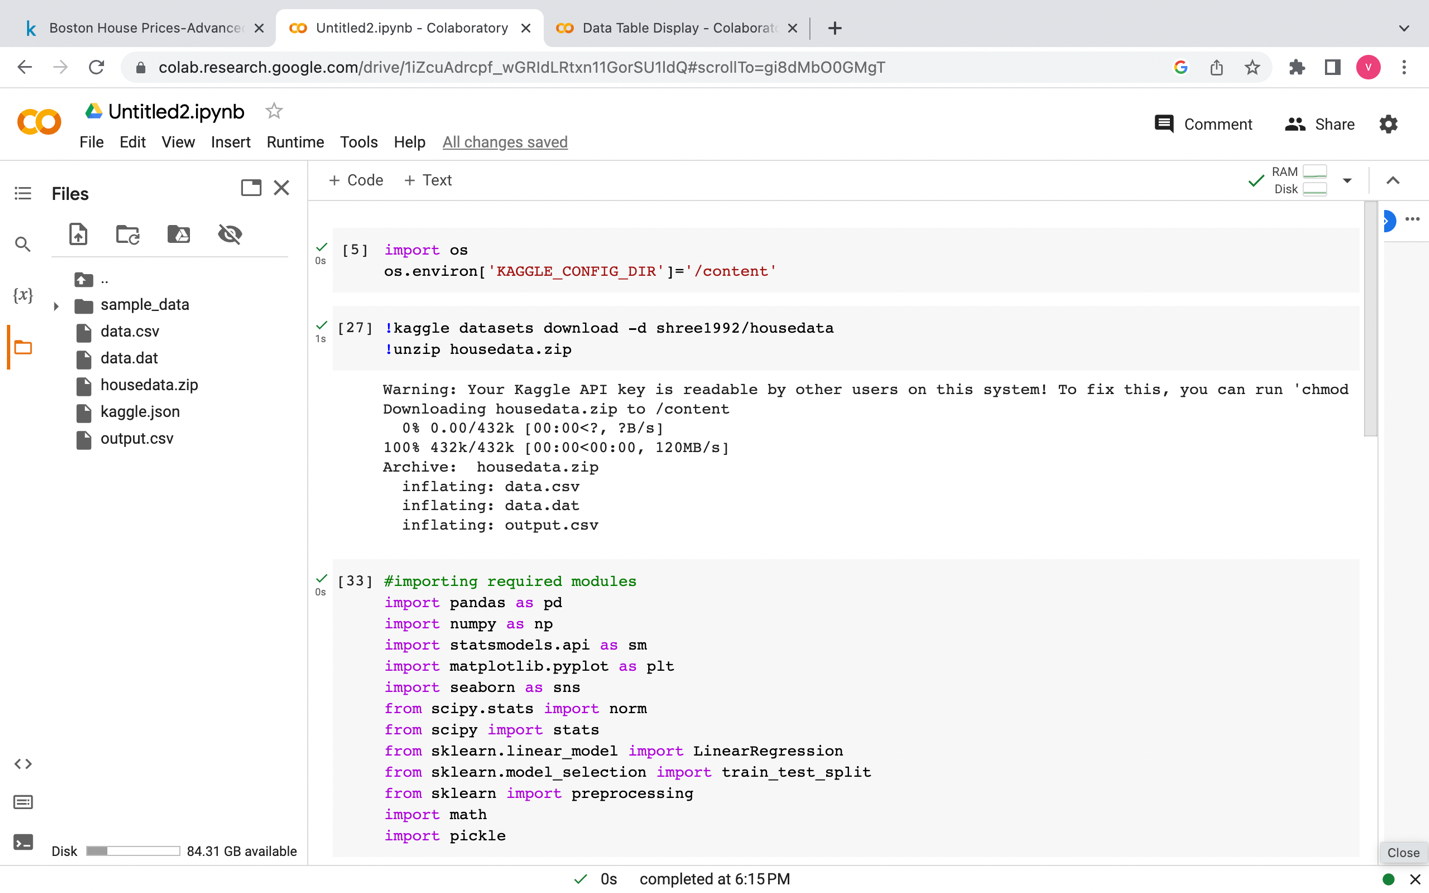 Boston House Prices-Advance
Untitled2.ipynb - Colaboratory
Data Table Display - Colaborat
colab.research.google.com/drive/1iZcuAdrcpf_wGRldLRtxn11GorSU1ldQ#scrollTo=gi8dMbO0GMgT
V
Untitled2.ipynb
Comment
Share
File Edit View Insert Runtime Tools Help All changes saved
Files
+ Code + Text
RAM
Disk
..
sample_data
data.csv
data.dat
housedata.zip
kaggle.json
output.csv
Disk 84.31 GB available
0s
[5] import os
os.environ['KAGGLE_CONFIG_DIR']='/content'
1s
[27] !kaggle datasets download -d shree1992/housedata
!unzip housedata.zip
Warning: Your Kaggle API key is readable by other users on this system! To fix this, you can run 'chmod
Downloading housedata.zip to /content
0% 0.00/432k [00:00<?, ?B/s]
100% 432k/432k [00:00<00:00, 120MB/s]
Archive:  housedata.zip
inflating: data.csv
inflating: data.dat
inflating: output.csv
0s
[33] #importing required modules
import pandas as pd
import numpy as np
import statsmodels.api as sm
import matplotlib.pyplot as plt
import seaborn as sns
from scipy.stats import norm
from scipy import stats
from sklearn.linear_model import LinearRegression
from sklearn.model_selection import train_test_split
from sklearn import preprocessing
import math
import pickle
Close
0s completed at 6:15 PM